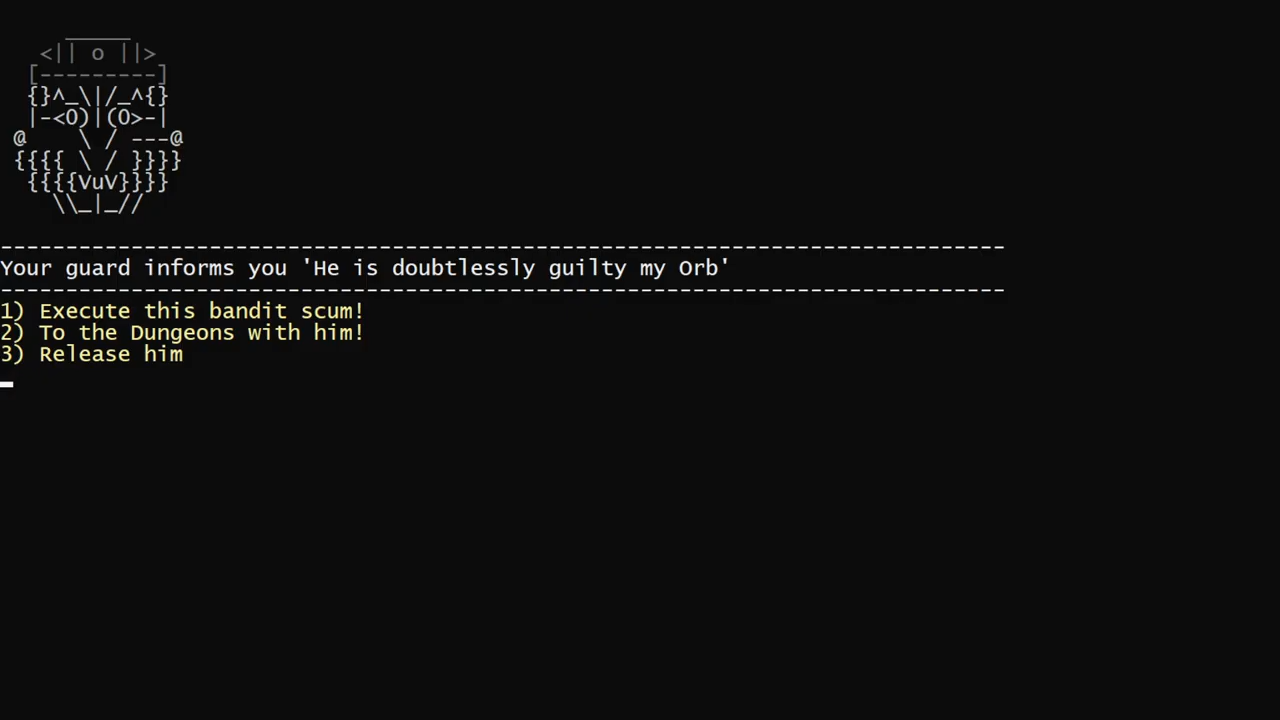 Your guard informs you 'He is doubtlessly guilty my Orb'
1) Execute this bandit scum!
2) To the Dungeons with him!
3) Release him